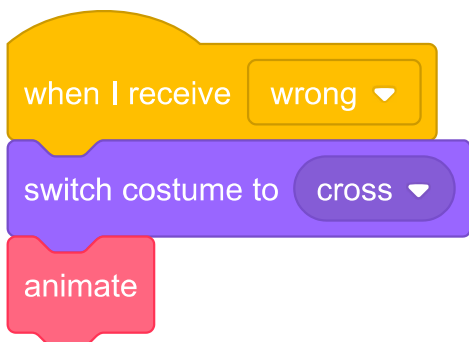 when I receive wrong
switch costume to cross
animate